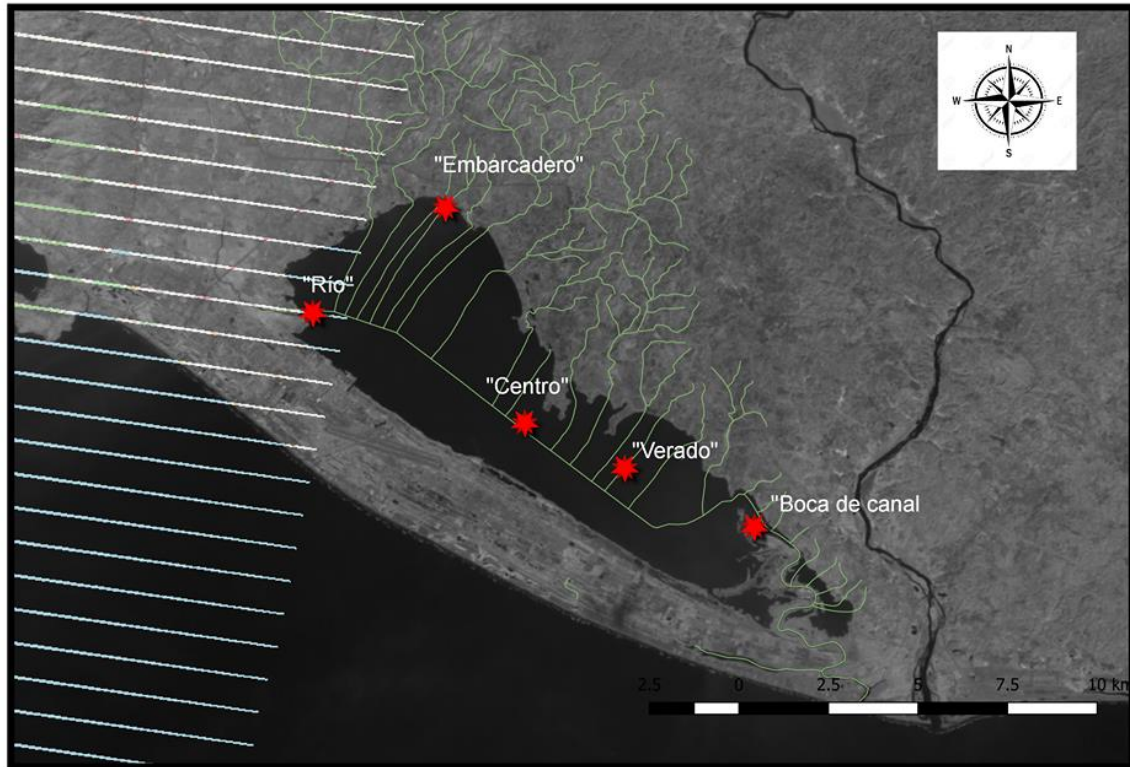 N
W E
S
"Embarcadero"
"Río"
"Centro"
"Verado"
"Boca de canal
2.5 0 2.5 5 7.5 10 km